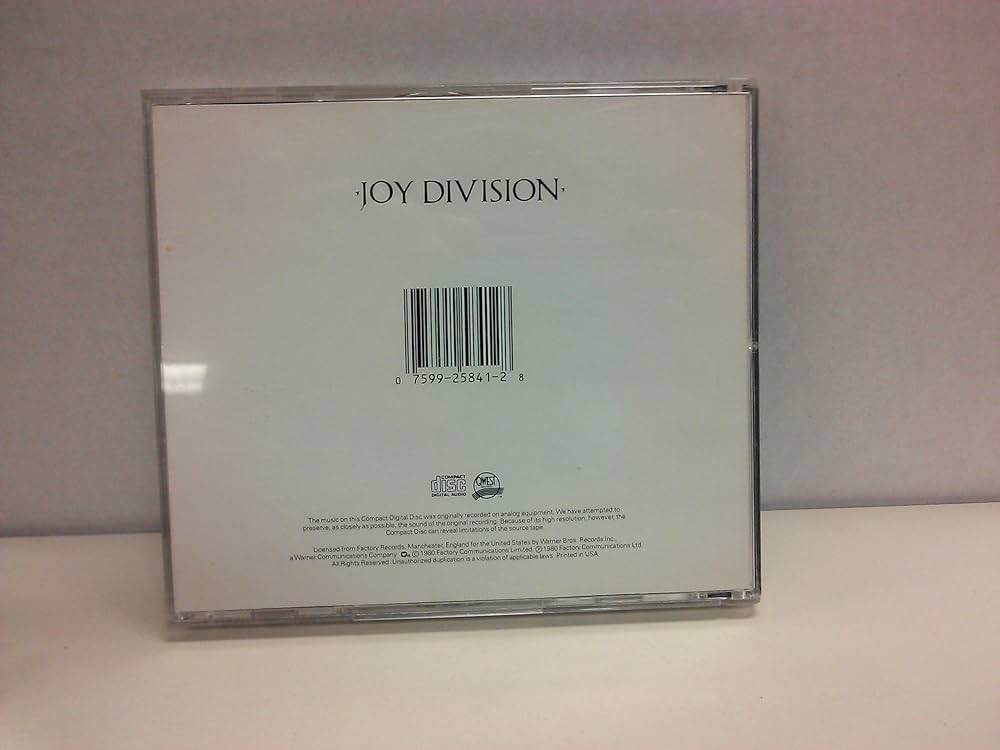 ·JOY DIVISION·
0 7599-25841-2 8
COMPACT
disc
DIGITAL AUDIO
QWEST
The music on this Compact Digital Disc was originally recorded on analog equipment. We have attempted to
preserve, as closely as possible, the sound of the original recording. Because of its high resolution, however, the
Compact Disc can reveal limitations of the source tape.
Licensed from Factory Records, Manchester, England for the United States by Warner Bros. Records Inc.,
a Warner Communications Company. ©1980 Factory Communications Limited. ℗1980 Factory Communications Ltd.
All Rights Reserved. Unauthorized duplication is a violation of applicable laws. Printed in USA.